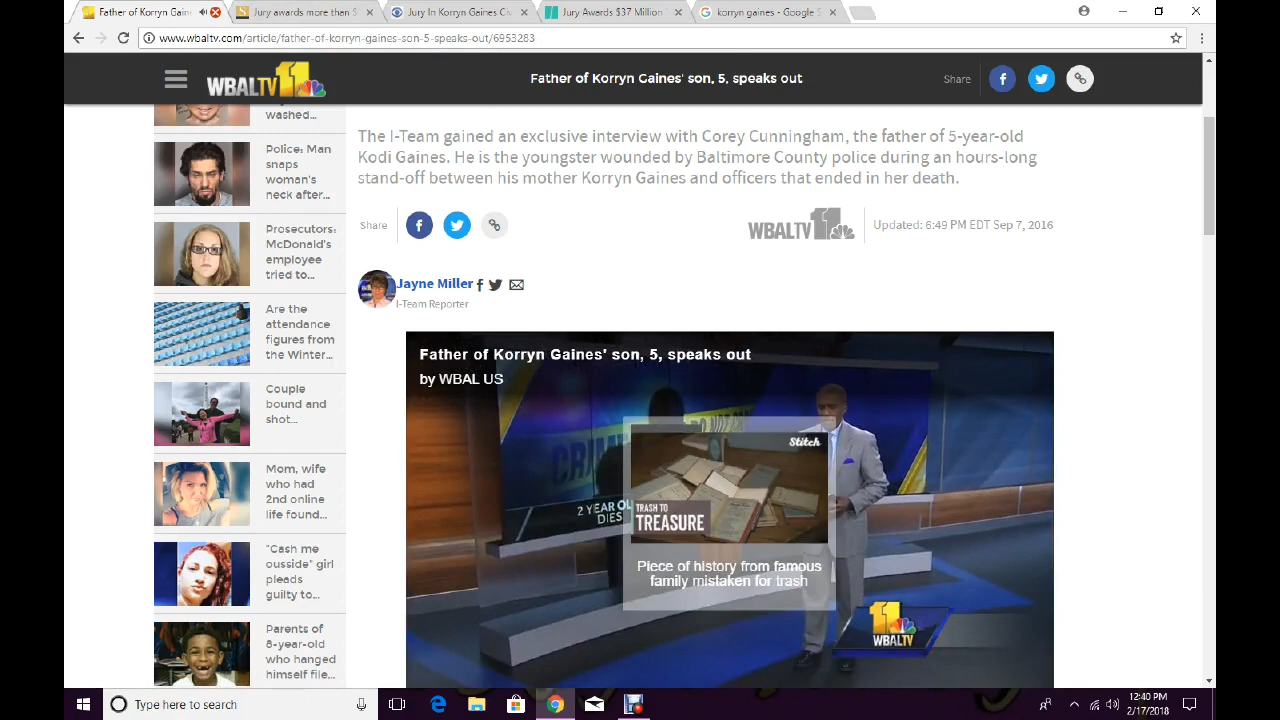 Father of Korryn Gaine
Jury awards more than S
Jury In Korryn Gaines Civ
Jury Awards $37 Million
korryn gaines - Google S
www.wbaltv.com/article/father-of-korryn-gaines-son-5-speaks-out/6953283
WBALTV11
Father of Korryn Gaines' son, 5, speaks out
Share
washed...
Police: Man
snaps
woman's
neck after...
Prosecutors:
McDonald's
employee
tried to...
Are the
attendance
figures from
the Winter...
Couple
bound and
shot...
Mom, wife
who had
2nd online
life found...
"Cash me
ousside" girl
pleads
guilty to...
Parents of
8-year-old
who hanged
himself file...
The I-Team gained an exclusive interview with Corey Cunningham, the father of 5-year-old
Kodi Gaines. He is the youngster wounded by Baltimore County police during an hours-long
stand-off between his mother Korryn Gaines and officers that ended in her death.
Share
WBALTV11
Updated: 6:49 PM EDT Sep 7, 2016
Jayne Miller
I-Team Reporter
Father of Korryn Gaines' son, 5, speaks out
by WBAL US
CRIME
DO NOT
2 YEAR OL
DIES
Stitch
TRASH TO
TREASURE
Piece of history from famous
family mistaken for trash
11
WBALTV
Type here to search
12:40 PM
2/17/2018